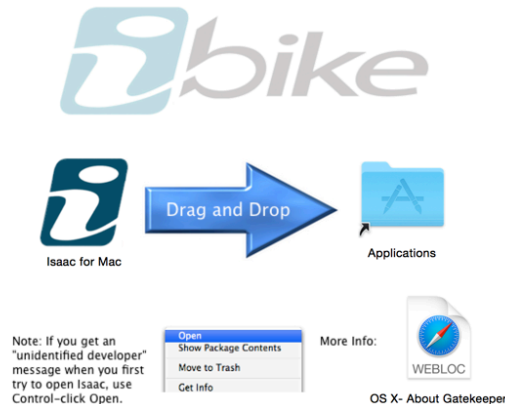 ibike
Drag and Drop
Isaac for Mac
Applications
Note: If you get an
"unidentified developer"
message when you first
try to open Isaac, use
Control-click Open.
Open
Show Package Contents
Move to Trash
Get Info
More Info:
WEBLOC
OS X- About Gatekeeper